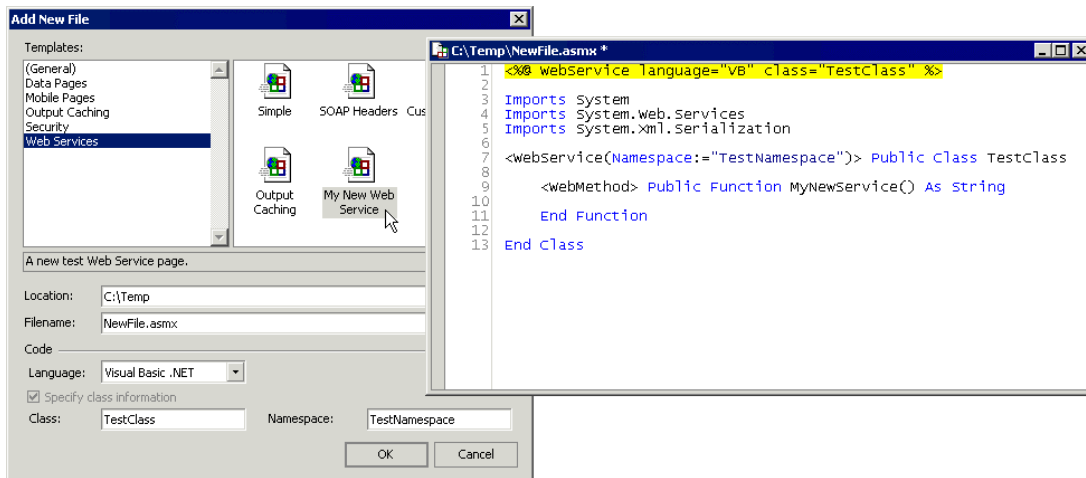 Add New File
Templates:
(General)
Data Pages
Mobile Pages
Output Caching
Security
Web Services
Simple
SOAP Headers
Cus
Output
Caching
My New Web
Service
A new test Web Service page.
Location:
C:\Temp
Filename:
NewFile.asmx
Code
Language:
Visual Basic .NET
Specify class information
Class:
TestClass
Namespace:
TestNamespace
OK
Cancel
C:\Temp\NewFile.asmx *
1 <%@ WebService language="VB" class="TestClass" %>
2
3 Imports System
4 Imports System.Web.Services
5 Imports System.Xml.Serialization
6
7 <WebService(Namespace:="TestNamespace")> Public Class TestClass
8
9 <WebMethod> Public Function MyNewService() As String
10
11 End Function
12
13 End Class